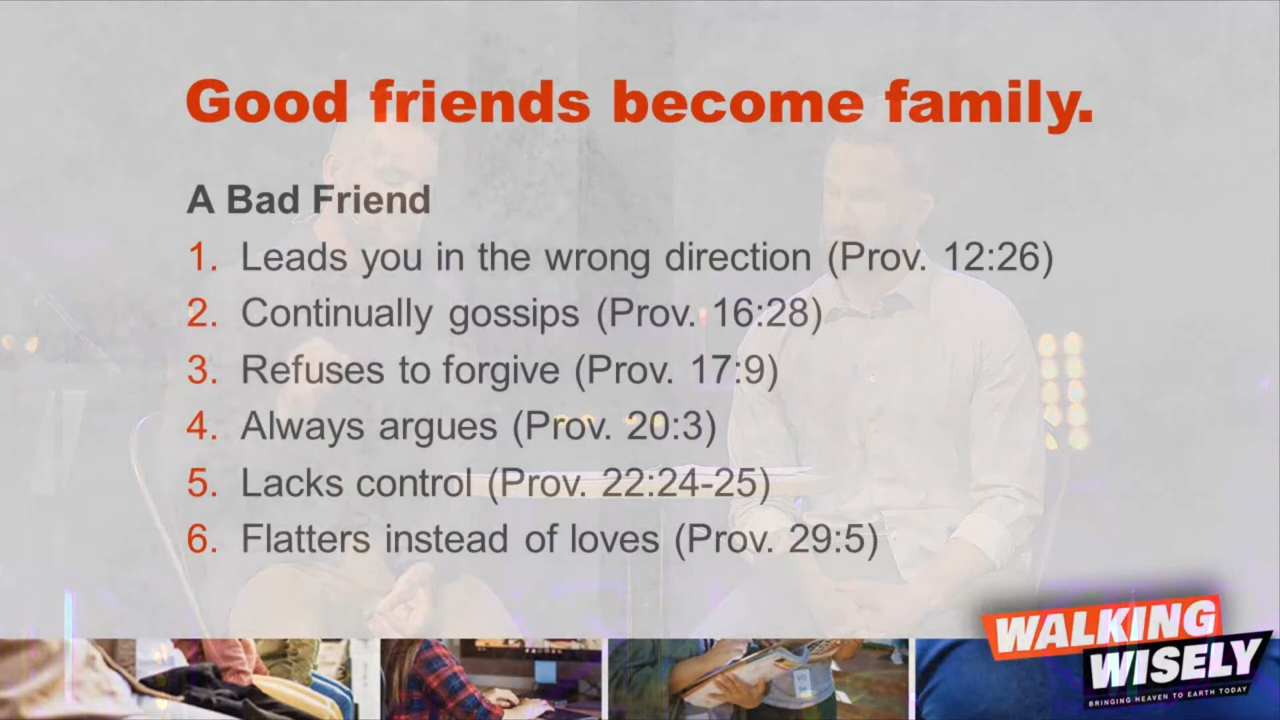 Good friends become family.
A Bad Friend
1. Leads you in the wrong direction (Prov. 12:26)
2. Continually gossips (Prov. 16:28)
3. Refuses to forgive (Prov. 17:9)
4. Always argues (Prov. 20:3)
5. Lacks control (Prov. 22:24-25)
6. Flatters instead of loves (Prov. 29:5)
WALKING
WISELY
BRINGING HEAVEN TO EARTH TODAY